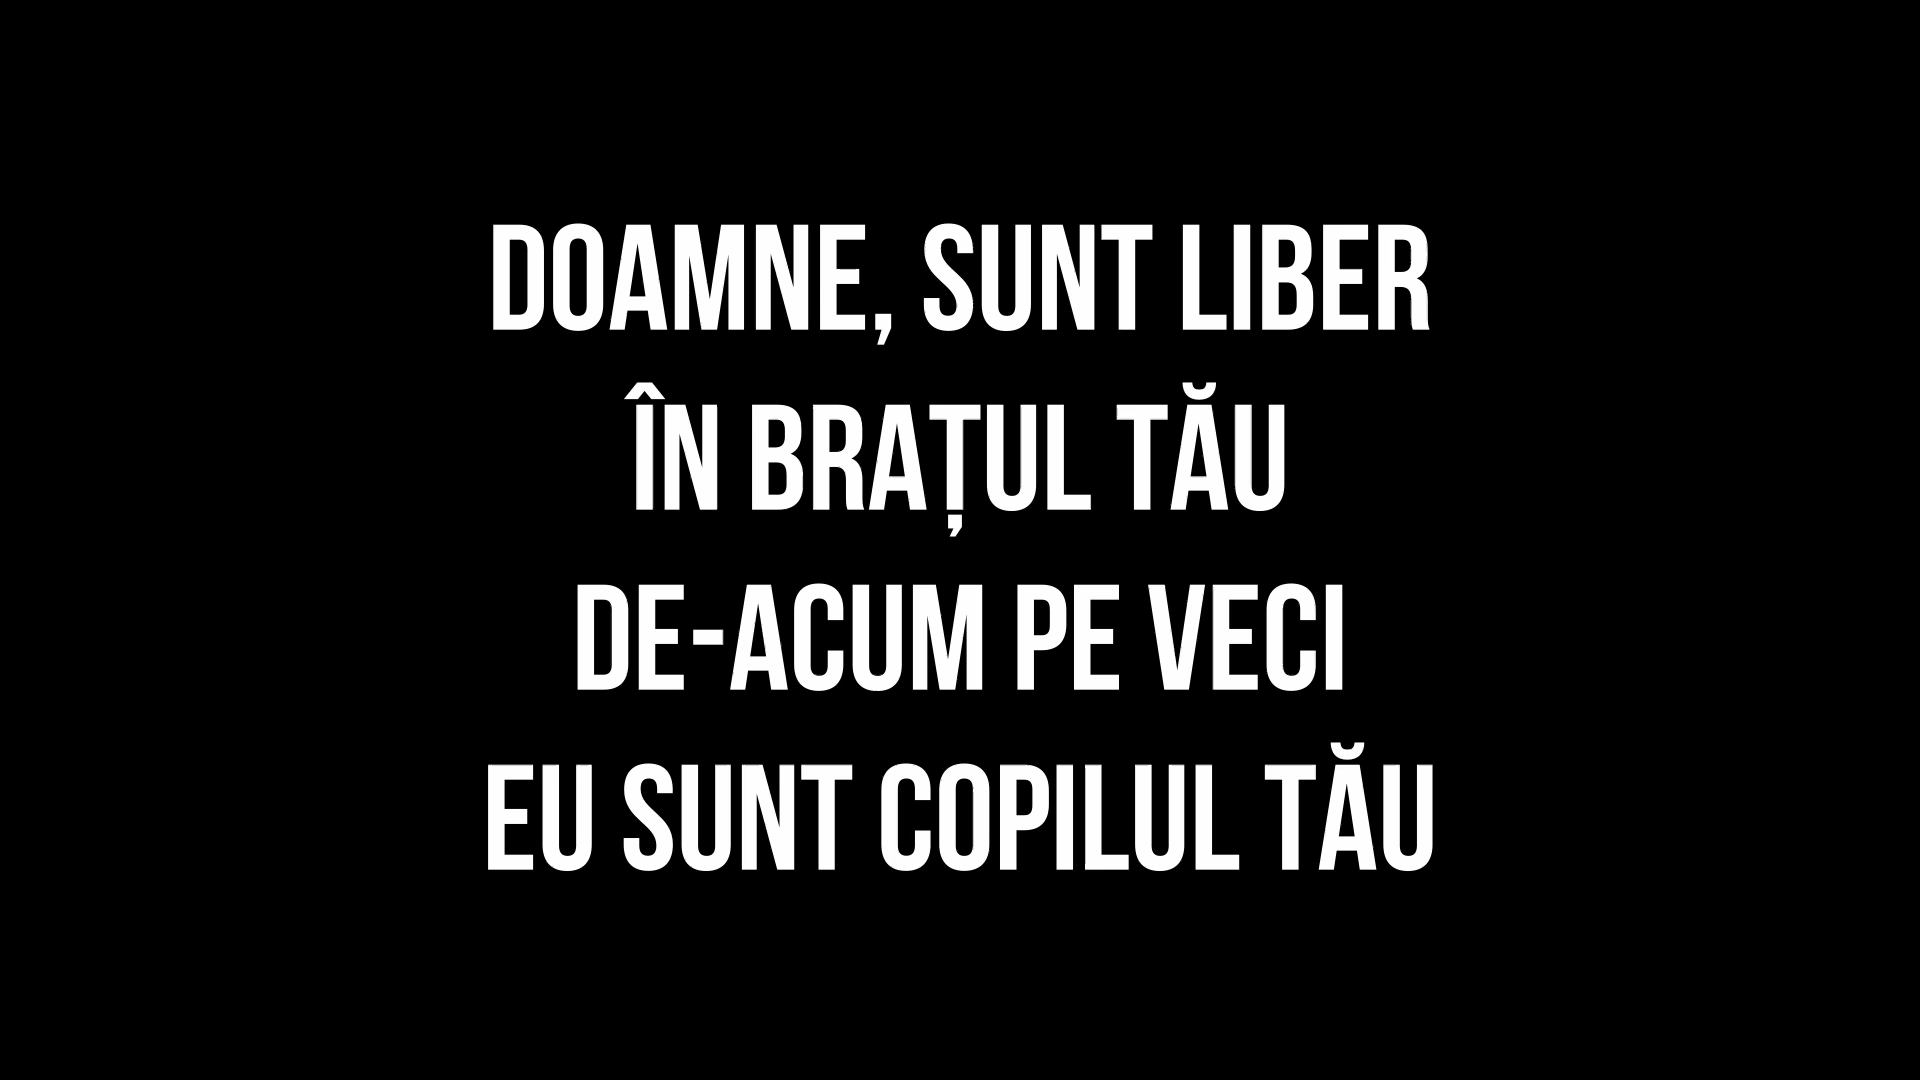 DOAMNE, SUNT LIBER
ÎN BRAȚUL TĂU
DE-ACUM PE VECI
EU SUNT COPILUL TĂU